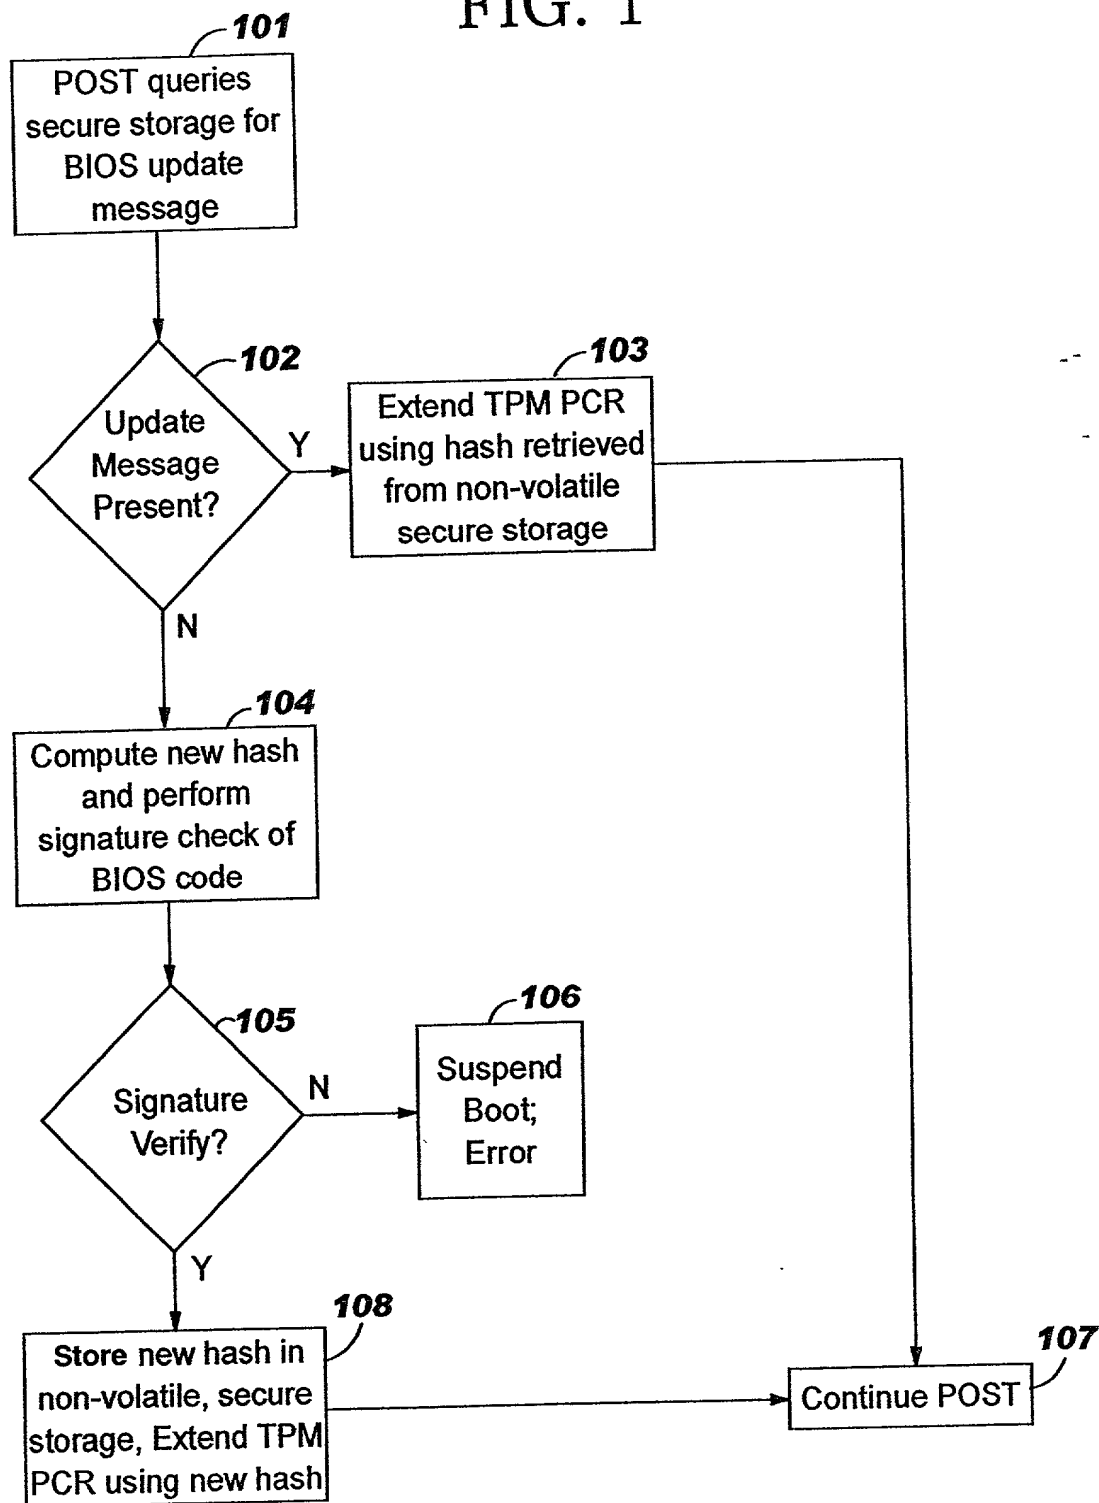 FIG. 1
101
POST queries
secure storage for
BIOS update
message
102
Update
Message
Present?
Y
N
103
Extend TPM PCR
using hash retrieved
from non-volatile
secure storage
104
Compute new hash
and perform
signature check of
BIOS code
105
Signature
Verify?
N
Y
106
Suspend
Boot;
Error
108
Store new hash in
non-volatile, secure
storage, Extend TPM
PCR using new hash
107
Continue POST